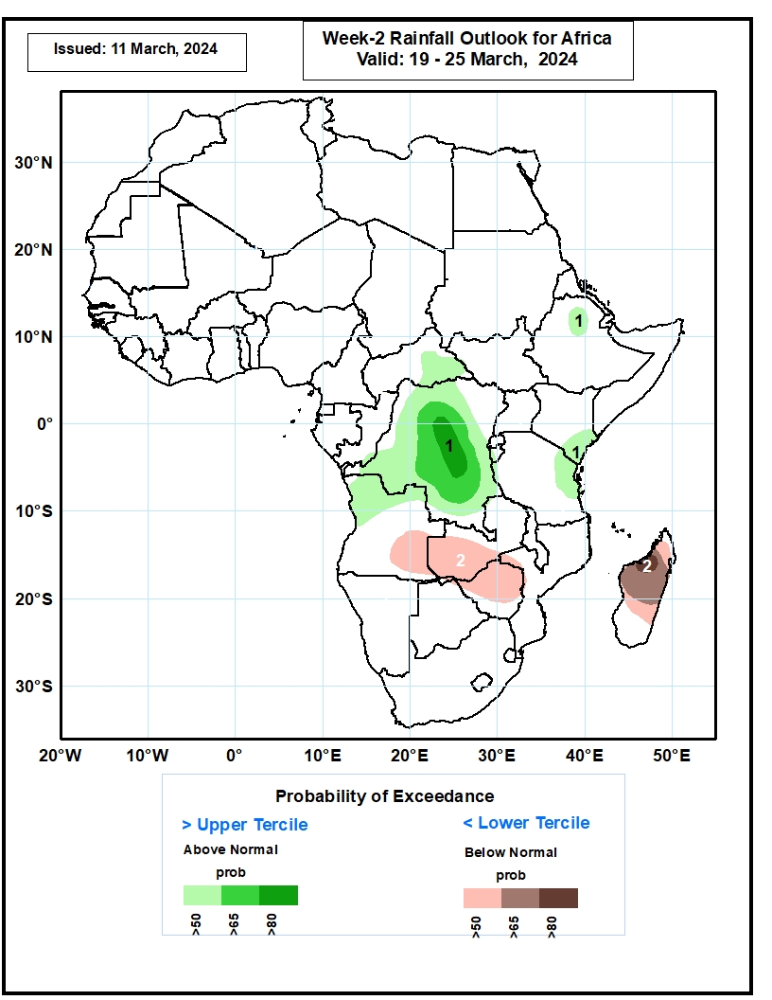 Issued: 11 March, 2024
Week-2 Rainfall Outlook for Africa
Valid: 19 - 25 March, 2024
30°N
20°N
10°N
0°
10°S
20°S
30°S
1
1
1
2
2
20°W
10°W
0°
10°E
20°E
30°E
40°E
50°E
Probability of Exceedance
> Upper Tercile
Above Normal
prob
>50
>65
>80
< Lower Tercile
Below Normal
prob
>50
>65
>80